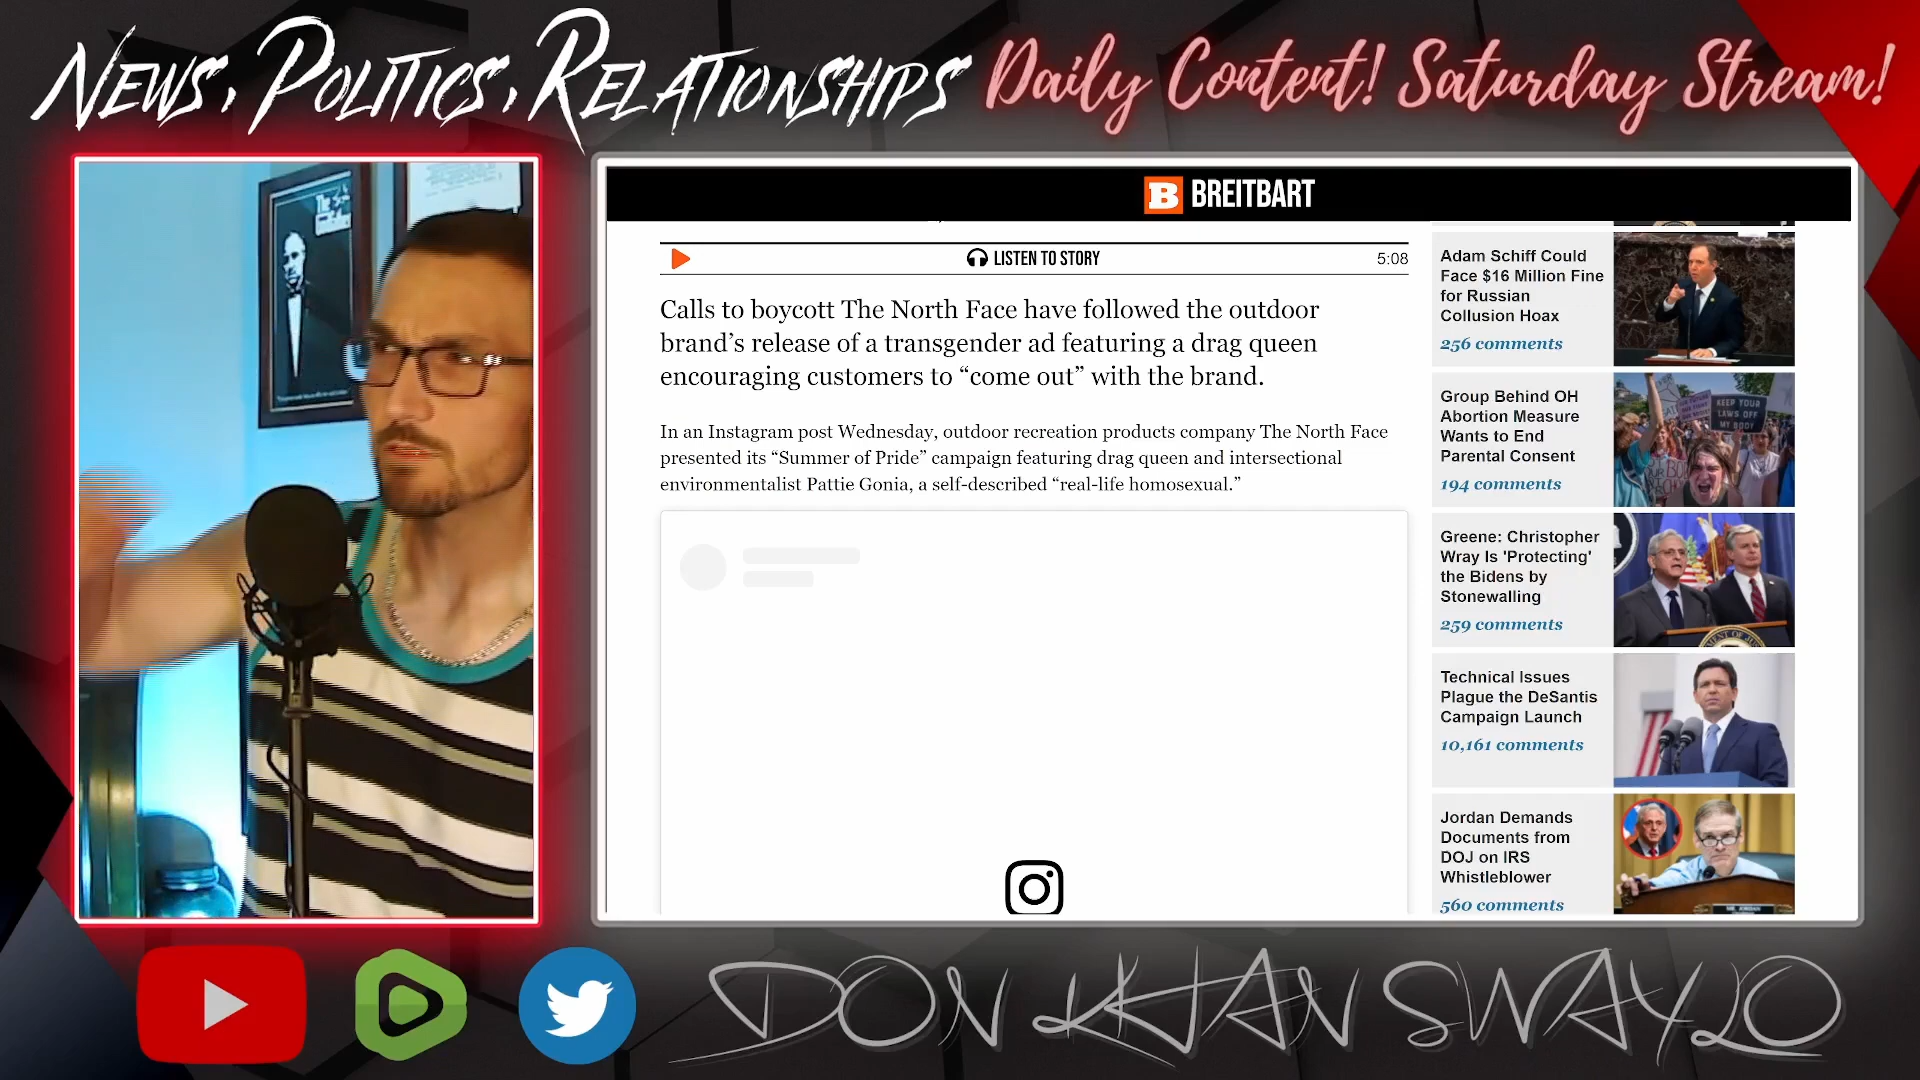 NEWS, POLITICS, RELATIONSHIPS
Daily Content! Saturday Stream!
The
Godfather
B BREITBART
LISTEN TO STORY
5:08
Calls to boycott The North Face have followed the outdoor
brand’s release of a transgender ad featuring a drag queen
encouraging customers to “come out” with the brand.
In an Instagram post Wednesday, outdoor recreation products company The North Face
presented its “Summer of Pride” campaign featuring drag queen and intersectional
environmentalist Pattie Gonia, a self-described “real-life homosexual.”
Adam Schiff Could
Face $16 Million Fine
for Russian
Collusion Hoax
256 comments
Group Behind OH
Abortion Measure
Wants to End
Parental Consent
194 comments
KEEP YOUR
LAWS OFF
MY BODY
Greene: Christopher
Wray Is 'Protecting'
the Bidens by
Stonewalling
259 comments
Technical Issues
Plague the DeSantis
Campaign Launch
10,161 comments
Jordan Demands
Documents from
DOJ on IRS
Whistleblower
560 comments
DON KHAN SWAYLO